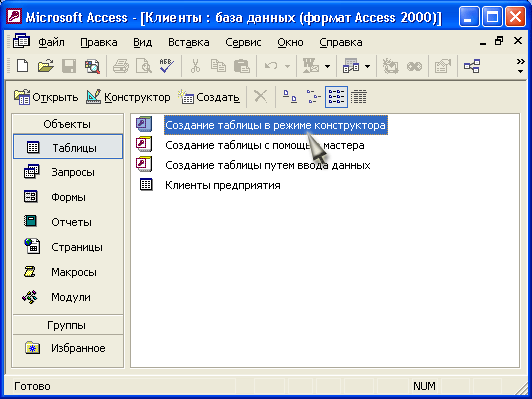 Microsoft Access - [Клиенты : база данных (формат Access 2000)]
Файл Правка Вид Вставка Сервис Окно Справка
Открыть Конструктор Создать
Объекты
Таблицы
Запросы
Формы
Отчеты
Страницы
Макросы
Модули
Группы
Избранное
Создание таблицы в режиме конструктора
Создание таблицы с помощью мастера
Создание таблицы путем ввода данных
Клиенты предприятия
Готово NUM